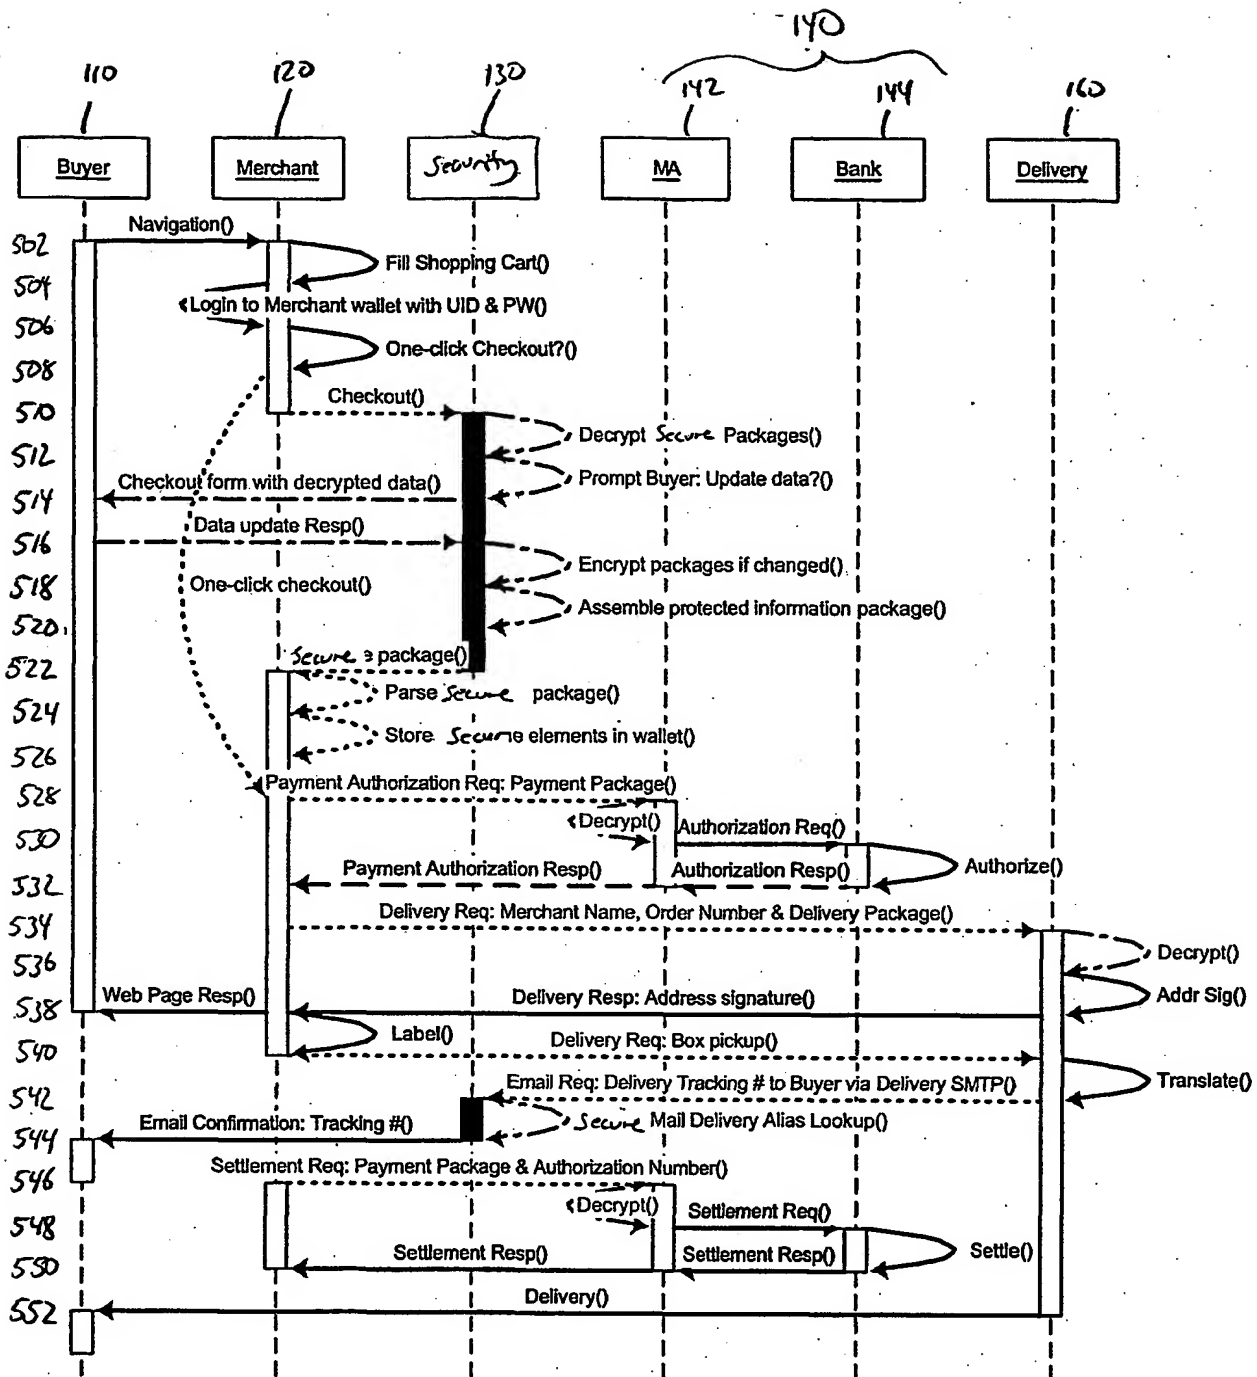 140
110 120 130 142 144 160
Buyer Merchant Security MA Bank Delivery
Navigation()
502
Fill Shopping Cart()
504
Login to Merchant wallet with UID & PW()
506
One-click Checkout?()
508
Checkout()
510
Decrypt Secure Packages()
512
Prompt Buyer: Update data?()
Checkout form with decrypted data()
514
Data update Resp()
516
Encrypt packages if changed()
518 One-click checkout()
Assemble protected information package()
520
Secure package()
522
Parse Secure package()
524
Store Secure elements in wallet()
526
Payment Authorization Req: Payment Package()
528
Decrypt() Authorization Req()
530
Payment Authorization Resp() Authorization Resp() Authorize()
532
Delivery Req: Merchant Name, Order Number & Delivery Package()
534
Decrypt()
536
Web Page Resp() Delivery Resp: Address signature() Addr Sig()
538
Label() Delivery Req: Box pickup()
540
Email Req: Delivery Tracking # to Buyer via Delivery SMTP() Translate()
542
Email Confirmation: Tracking #() Secure Mail Delivery Alias Lookup()
544
Settlement Req: Payment Package & Authorization Number()
546
Decrypt() Settlement Req()
548
Settlement Resp() Settlement Resp() Settle()
550
Delivery()
552